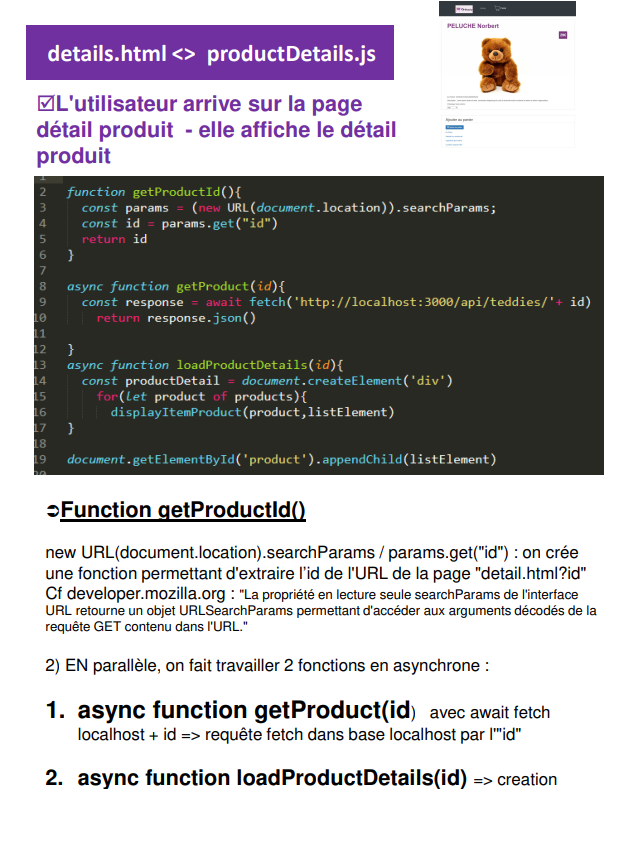 PELUCHE Norbert
Ajouter au panier
details.html <> productDetails.js
☑L'utilisateur arrive sur la page
détail produit - elle affiche le détail
produit
1
2 function getProductId(){
3 const params = (new URL(document.location)).searchParams;
4 const id = params.get("id")
5 return id
6 }
7
8 async function getProduct(id){
9 const response = await fetch('http://localhost:3000/api/teddies/'+ id)
10 return response.json()
11
12 }
13 async function loadProductDetails(id){
14 const productDetail = document.createElement('div')
15 for(let product of products){
16 displayItemProduct(product,listElement)
17 }
18
19 document.getElementById('product').appendChild(listElement)
20
➲Function getProductId()
new URL(document.location).searchParams / params.get("id") : on crée
une fonction permettant d'extraire l’id de l'URL de la page "detail.html?id"
Cf developer.mozilla.org : "La propriété en lecture seule searchParams de l'interface
URL retourne un objet URLSearchParams permettant d'accéder aux arguments décodés de la
requête GET contenu dans l'URL."
2) EN parallèle, on fait travailler 2 fonctions en asynchrone :
1. async function getProduct(id) avec await fetch
localhost + id => requête fetch dans base localhost par l'"id"
2. async function loadProductDetails(id) => creation